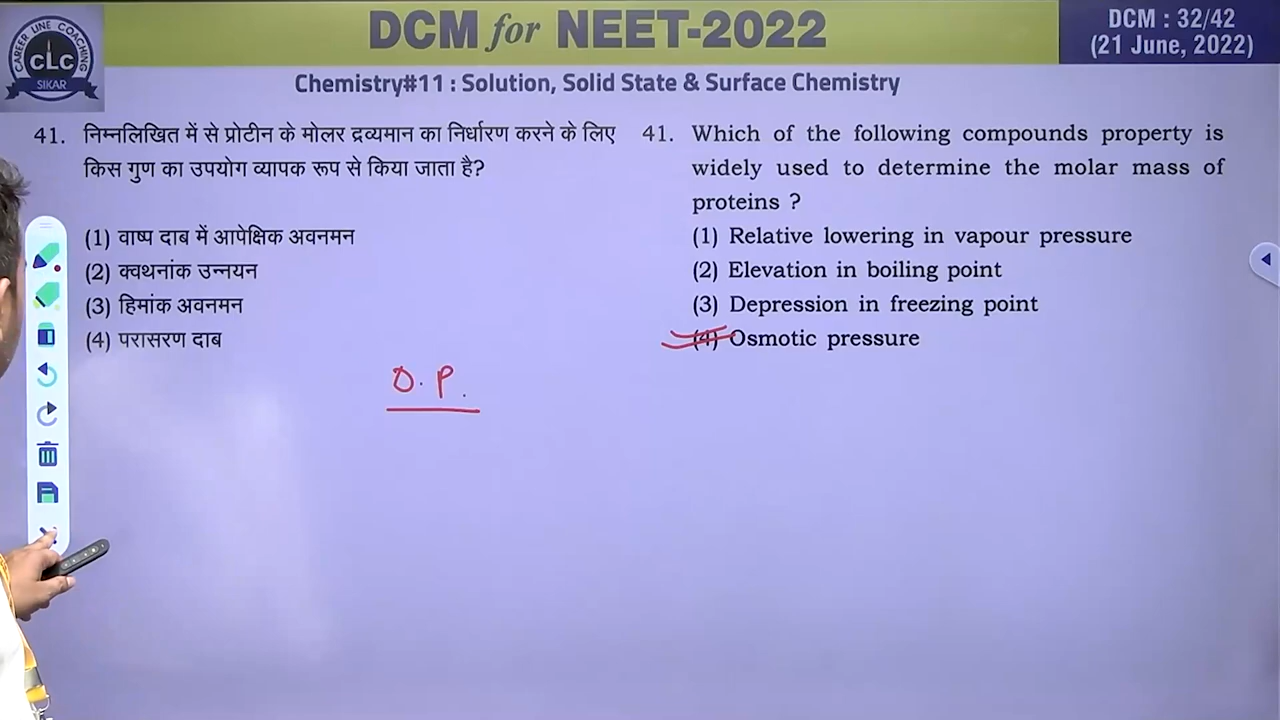 CAREER LINE COACHING
CLC
SIKAR
DCM for NEET-2022
DCM : 32/42
(21 June, 2022)
Chemistry#11 : Solution, Solid State & Surface Chemistry
41. निम्नलिखित में से प्रोटीन के मोलर द्रव्यमान का निर्धारण करने के लिए
किस गुण का उपयोग व्यापक रूप से किया जाता है?
(1) वाष्प दाब में आपेक्षिक अवनमन
(2) क्वथनांक उन्नयन
(3) हिमांक अवनमन
(4) परासरण दाब
41. Which of the following compounds property is
widely used to determine the molar mass of
proteins ?
(1) Relative lowering in vapour pressure
(2) Elevation in boiling point
(3) Depression in freezing point
(4) Osmotic pressure
O. P.